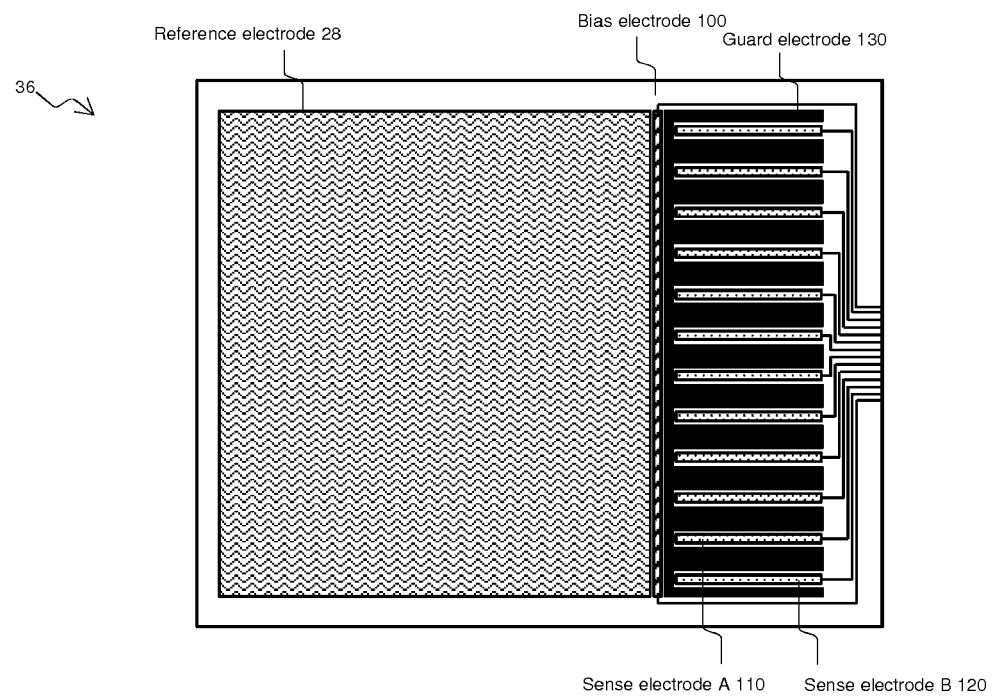 Bias electrode 100
Reference electrode 28
Guard electrode 130
36
Sense electrode A 110
Sense electrode B 120